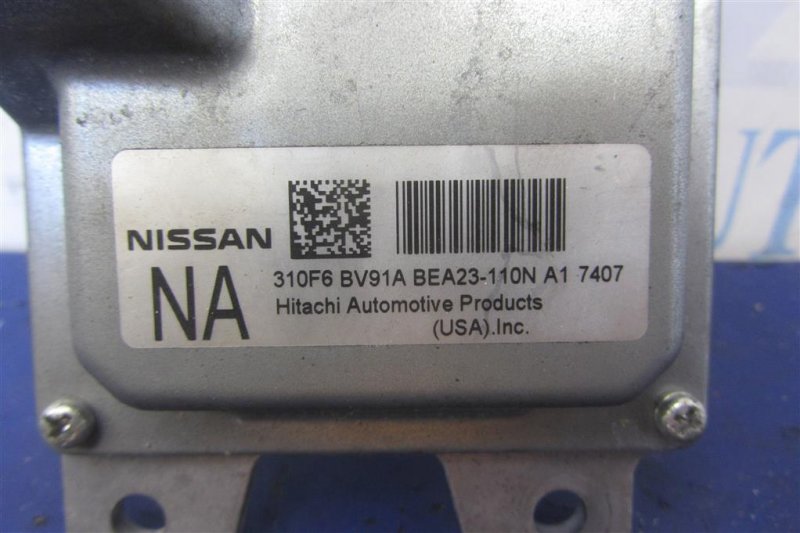 NISSAN
NA
310F6 BV91A BEA23-110N A1 7407
Hitachi Automotive Products
(USA).Inc.